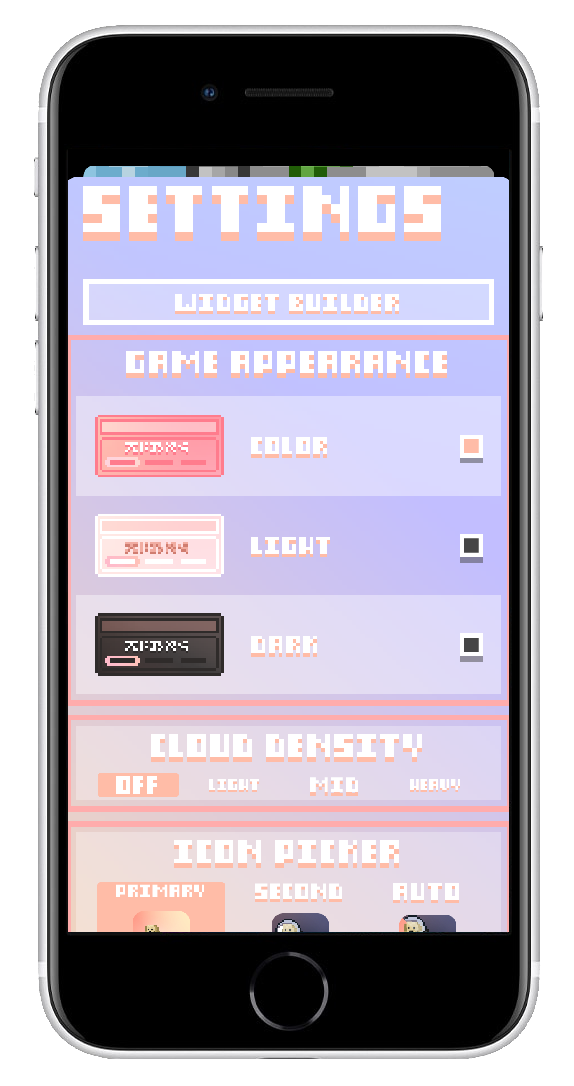 SETTINGS
WIDGET BUILDER
GAME APPEARANCE
COLOR
LIGHT
DARK
CLOUD DENSITY
OFF LIGHT MID HEAVY
ICON PICKER
PRIMARY SECOND AUTO